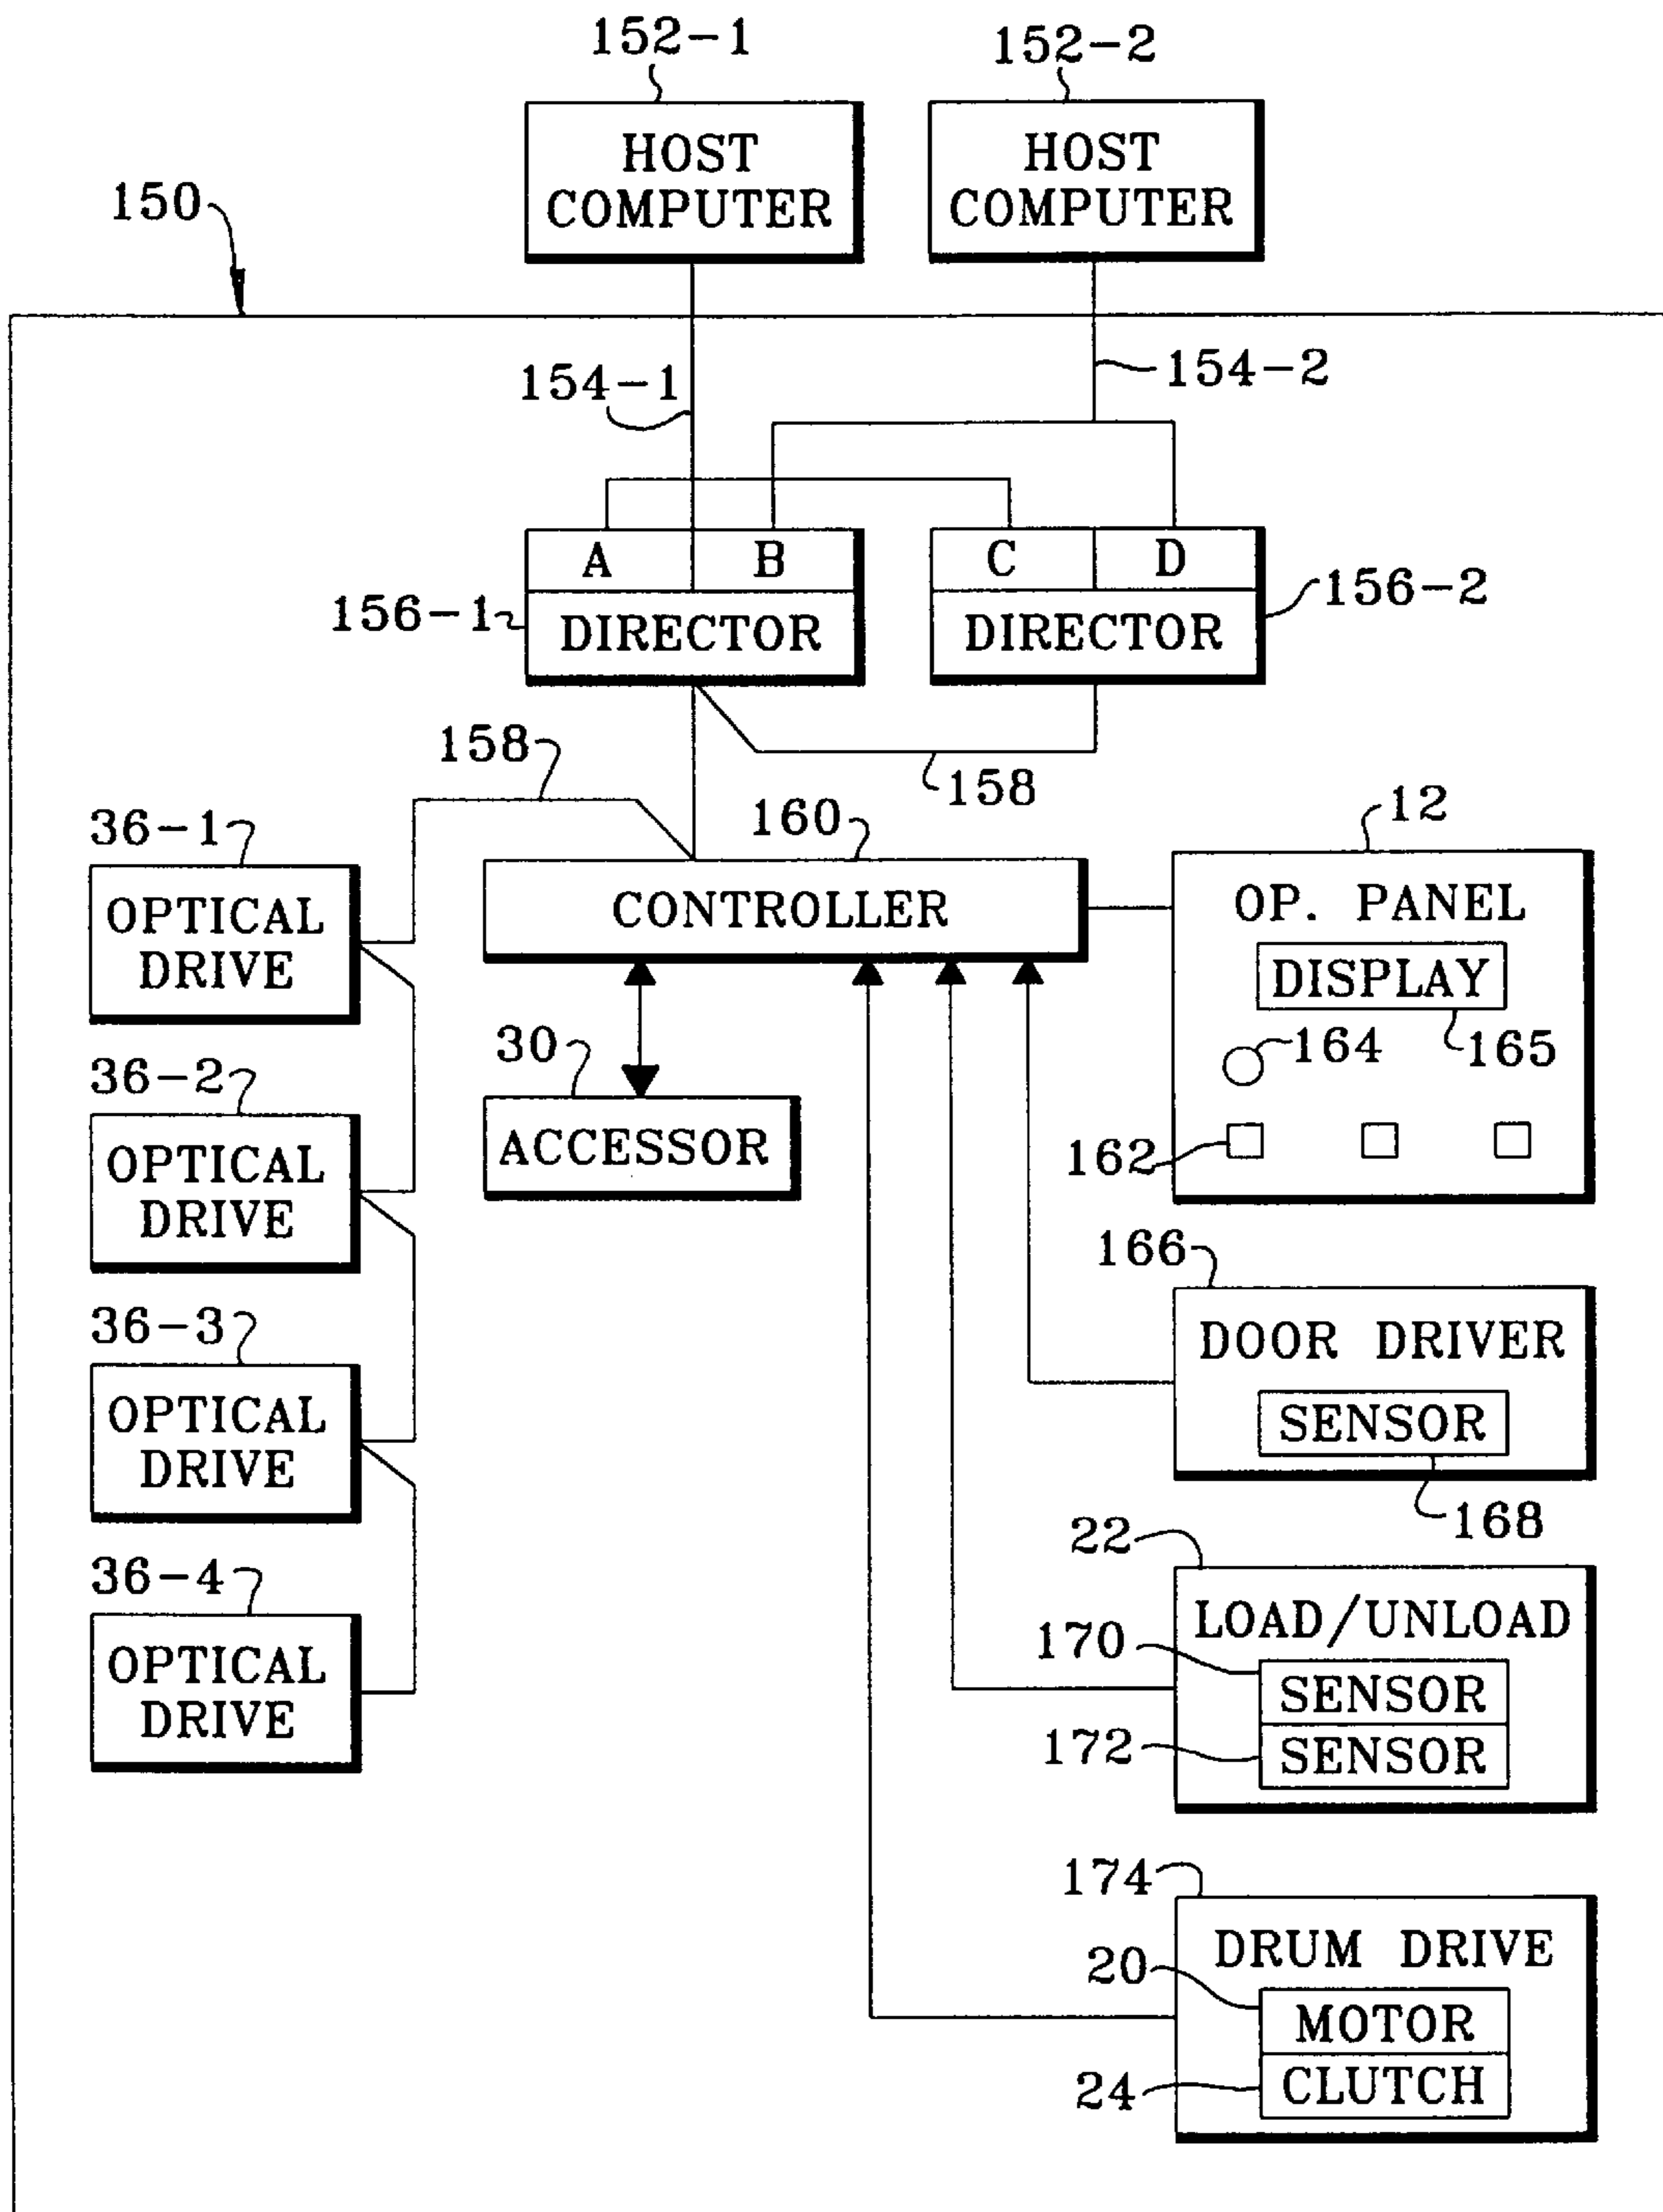 152-1
152-2
HOST
COMPUTER
HOST
COMPUTER
150
154-1
154-2
A
B
C
D
156-1
DIRECTOR
DIRECTOR
156-2
158
158
36-1
OPTICAL
DRIVE
160
CONTROLLER
12
OP. PANEL
DISPLAY
164
165
162
30
ACCESSOR
36-2
OPTICAL
DRIVE
166
DOOR DRIVER
SENSOR
168
36-3
OPTICAL
DRIVE
22
LOAD/UNLOAD
170
SENSOR
172
SENSOR
36-4
OPTICAL
DRIVE
174
DRUM DRIVE
20
MOTOR
24
CLUTCH